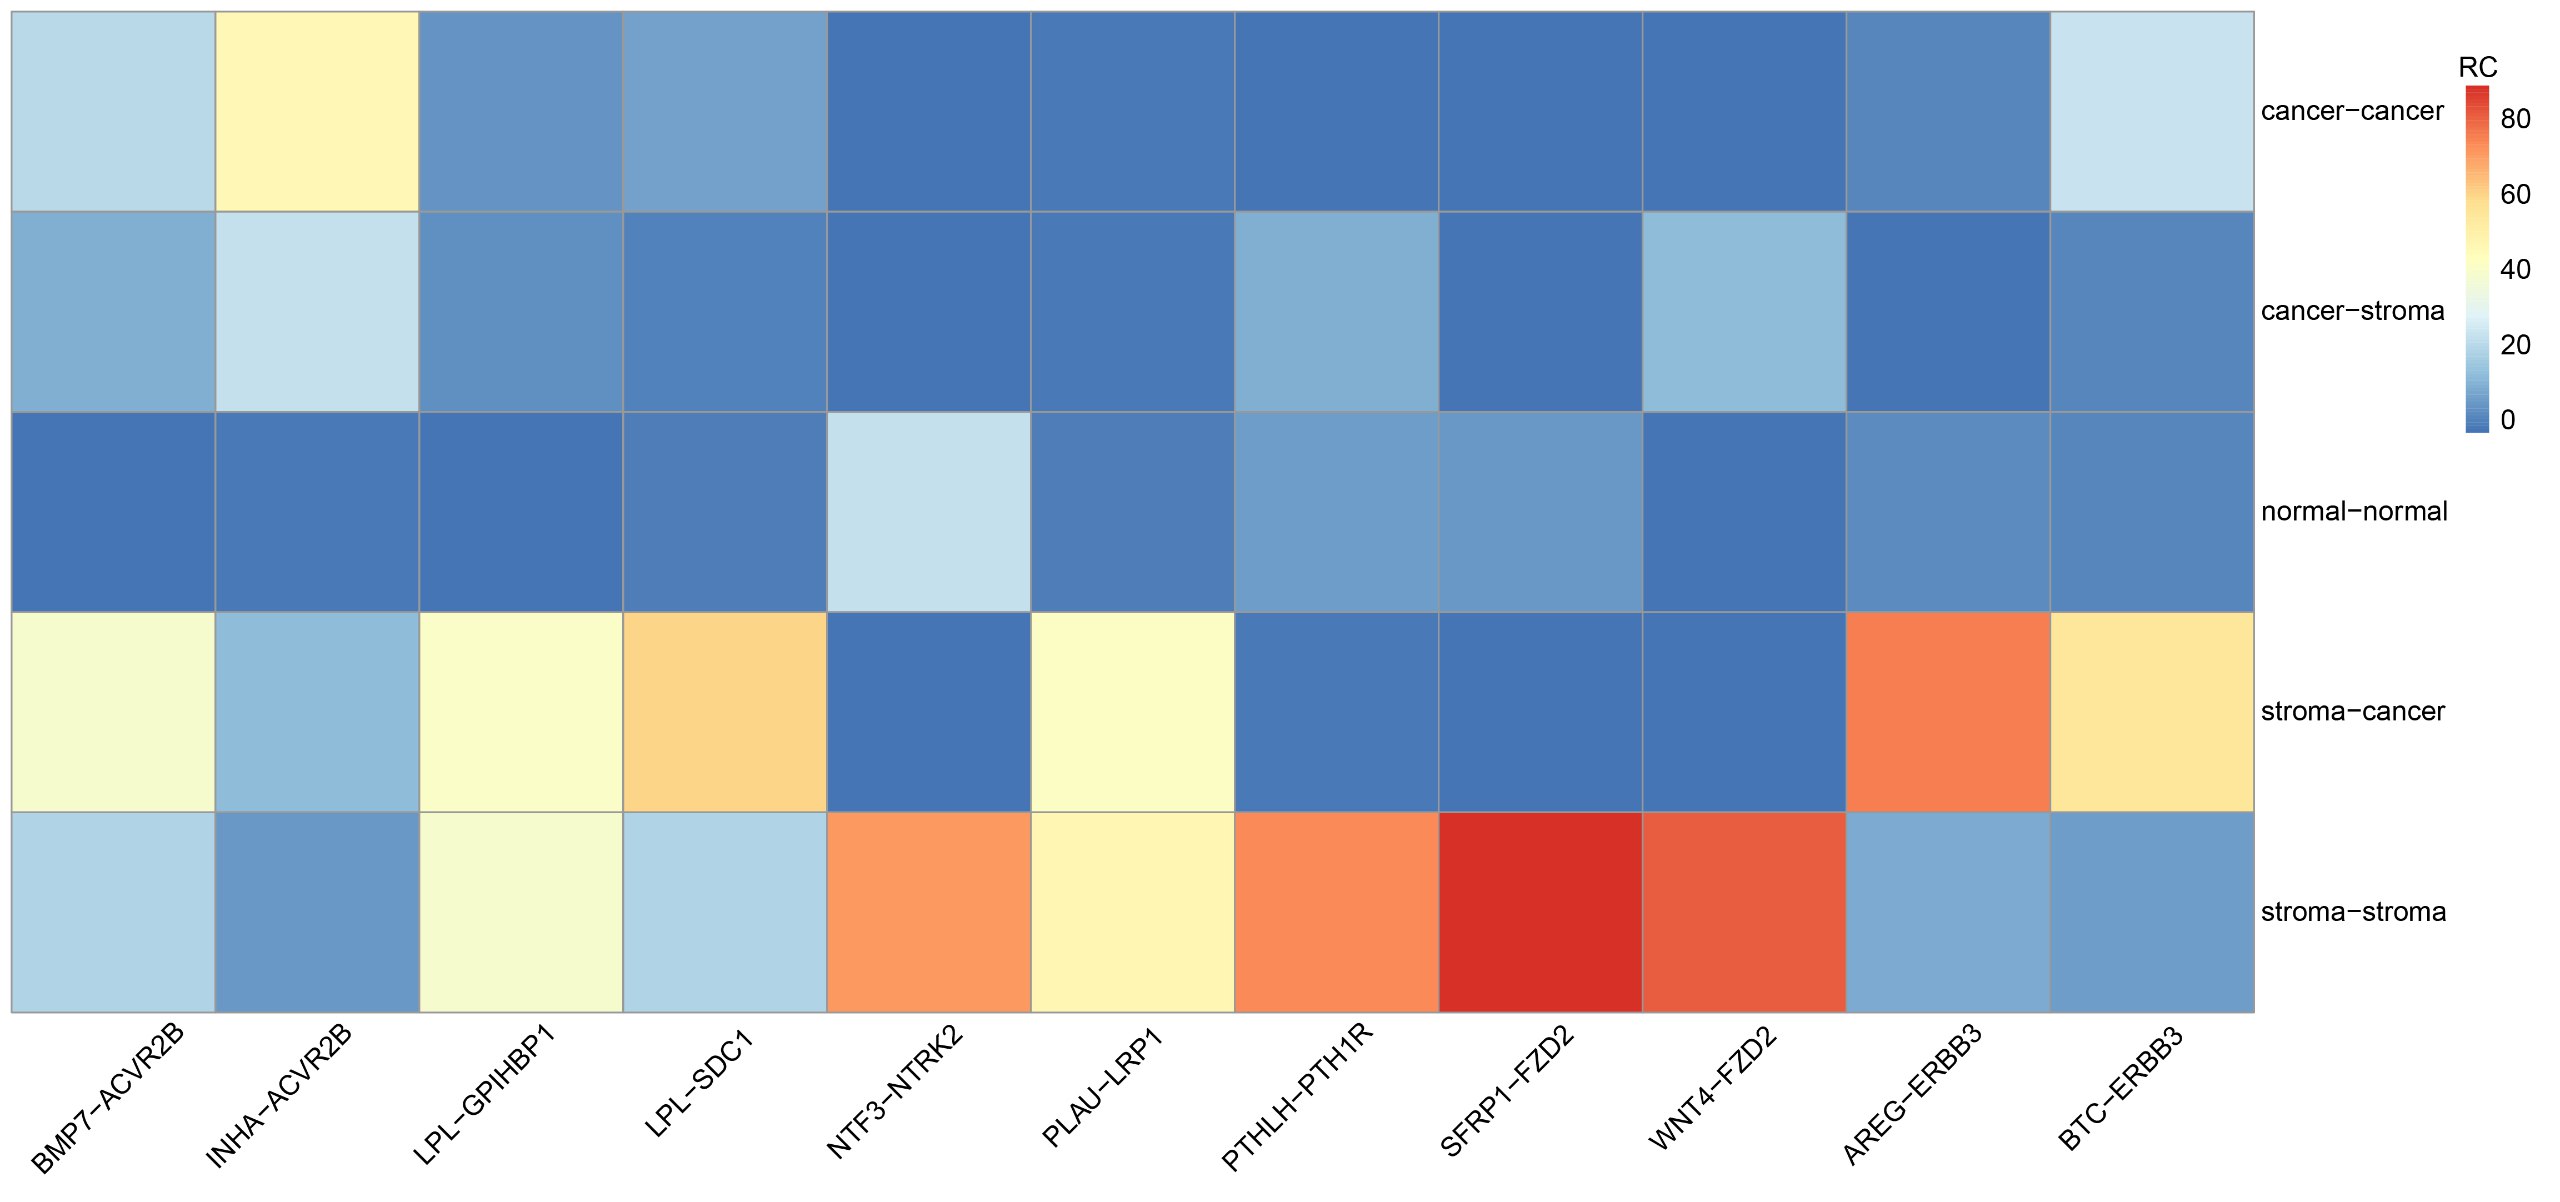 RC
80
60
40
20
0
cancer−cancer
cancer−stroma
normal−normal
stroma−cancer
stroma−stroma
BMP7−ACVR2B
INHA−ACVR2B
LPL−GPIHBP1
LPL−SDC1
NTF3−NTRK2
PLAU−LRP1
PTHLH−PTH1R
SFRP1−FZD2
WNT4−FZD2
AREG−ERBB3
BTC−ERBB3